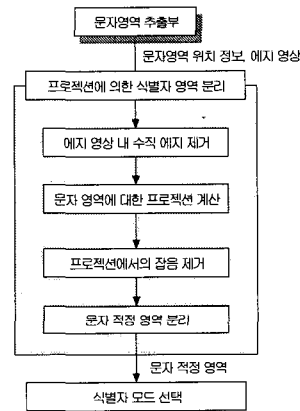 문자영역 추출부
문자영역 위치 정보, 에지 영상
프로젝션에 의한 식별자 영역 분리
에지 영상 내 수직 에지 제거
문자 영역에 대한 프로젝션 계산
프로젝션에서의 잡음 제거
문자 적정 영역 분리
문자 적정 영역
식별자 모드 선택